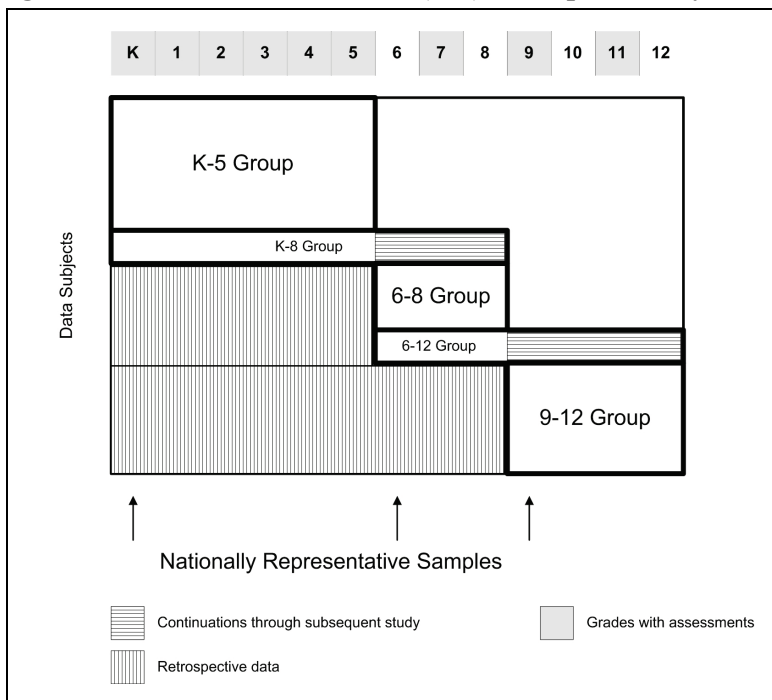 K 1 2 3 4 5 6 7 8 9 10 11 12
K-5 Group
K-8 Group
6-8 Group
6-12 Group
9-12 Group
Data Subjects
Nationally Representative Samples
Continuations through subsequent study
Grades with assessments
Retrospective data